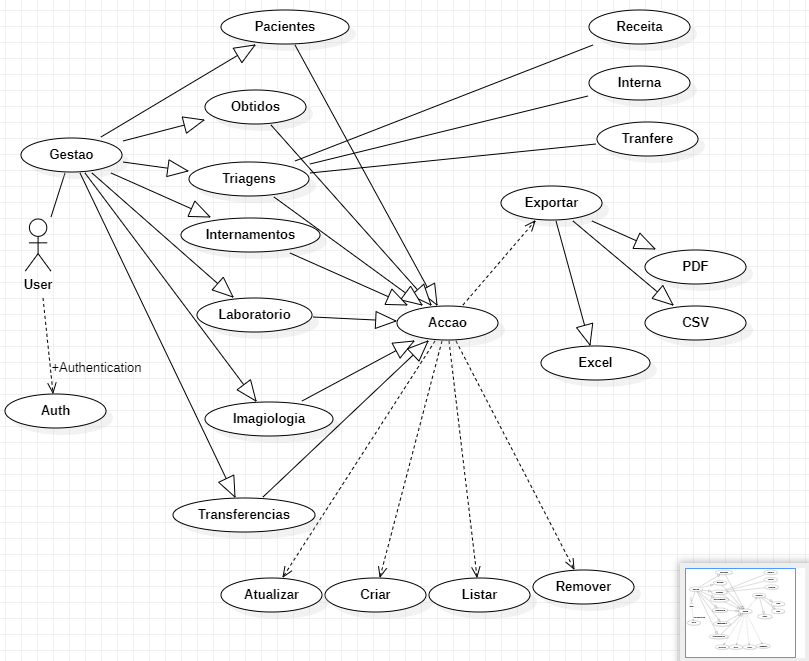 Pacientes
Receita
Interna
Obtidos
Tranfere
Gestao
Triagens
Exportar
Internamentos
PDF
User
Laboratorio
Accao
CSV
Excel
+Authentication
Auth
Imagiologia
Transferencias
Atualizar
Criar
Listar
Remover